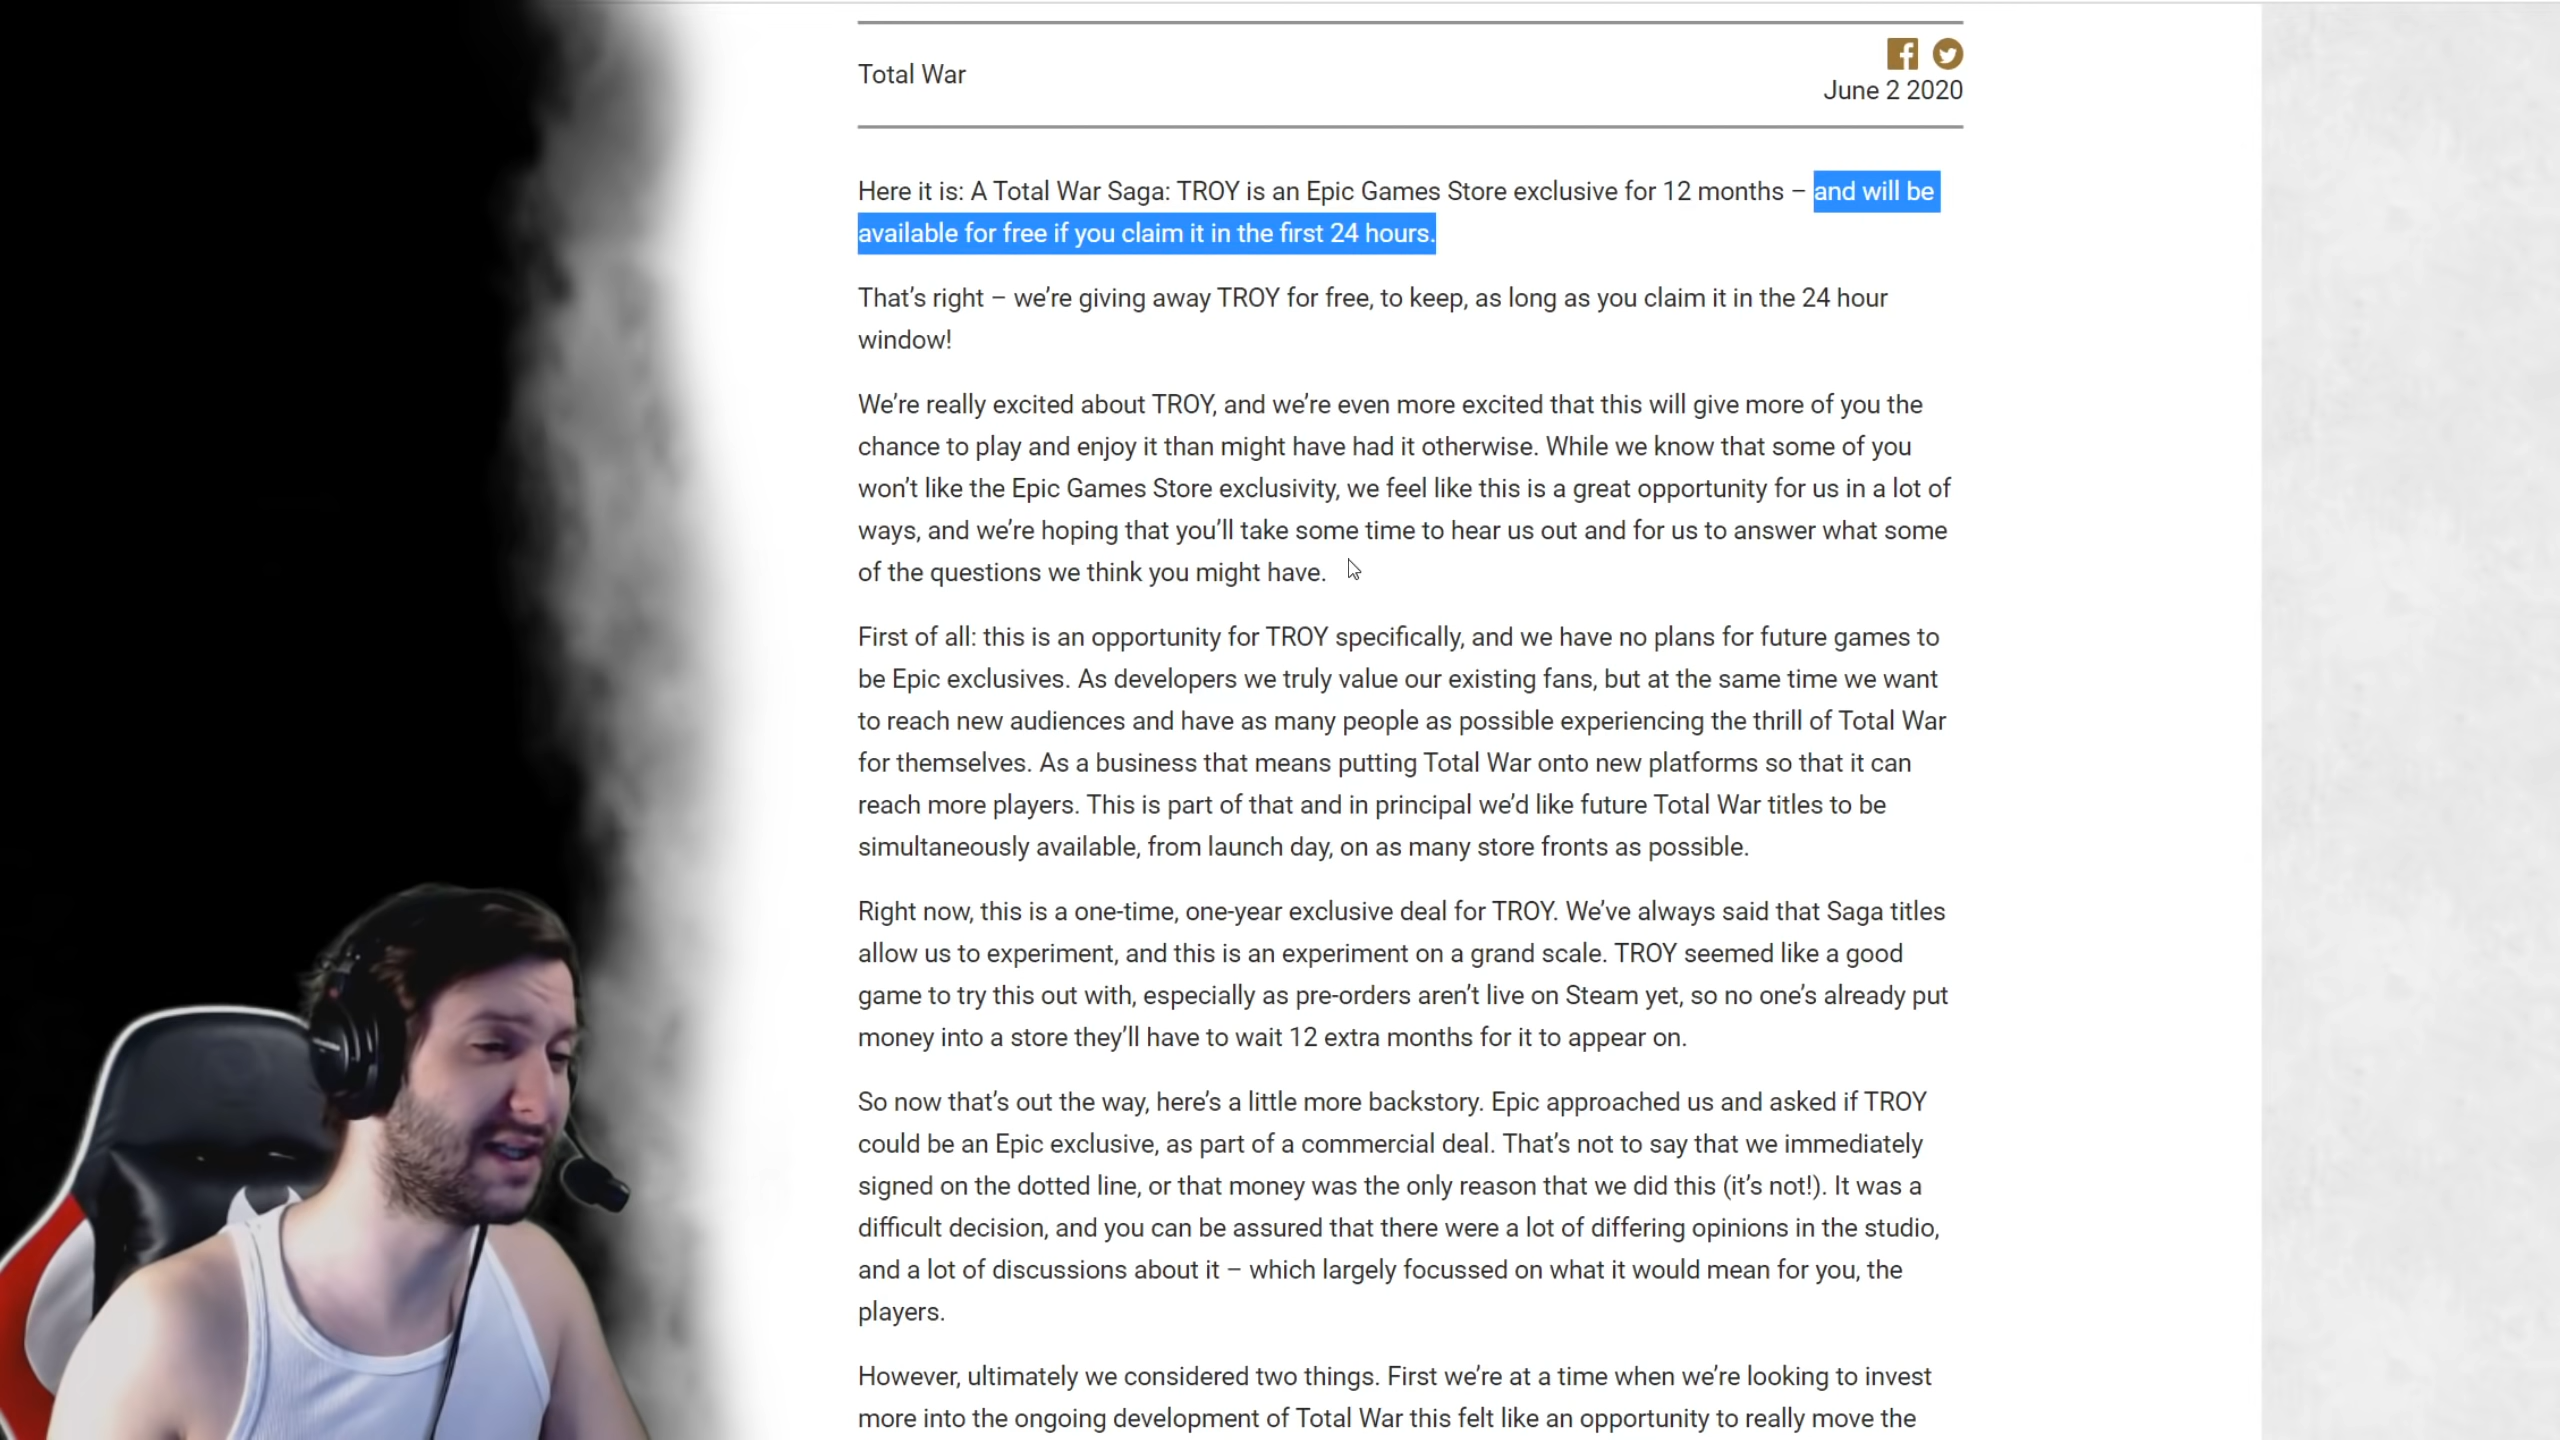 Total War
June 2 2020
Here it is: A Total War Saga: TROY is an Epic Games Store exclusive for 12 months – and will be
available for free if you claim it in the first 24 hours.
That’s right – we’re giving away TROY for free, to keep, as long as you claim it in the 24 hour
window!
We’re really excited about TROY, and we’re even more excited that this will give more of you the
chance to play and enjoy it than might have had it otherwise. While we know that some of you
won’t like the Epic Games Store exclusivity, we feel like this is a great opportunity for us in a lot of
ways, and we’re hoping that you’ll take some time to hear us out and for us to answer what some
of the questions we think you might have.
First of all: this is an opportunity for TROY specifically, and we have no plans for future games to
be Epic exclusives. As developers we truly value our existing fans, but at the same time we want
to reach new audiences and have as many people as possible experiencing the thrill of Total War
for themselves. As a business that means putting Total War onto new platforms so that it can
reach more players. This is part of that and in principal we’d like future Total War titles to be
simultaneously available, from launch day, on as many store fronts as possible.
Right now, this is a one-time, one-year exclusive deal for TROY. We’ve always said that Saga titles
allow us to experiment, and this is an experiment on a grand scale. TROY seemed like a good
game to try this out with, especially as pre-orders aren’t live on Steam yet, so no one’s already put
money into a store they’ll have to wait 12 extra months for it to appear on.
So now that’s out the way, here’s a little more backstory. Epic approached us and asked if TROY
could be an Epic exclusive, as part of a commercial deal. That’s not to say that we immediately
signed on the dotted line, or that money was the only reason that we did this (it’s not!). It was a
difficult decision, and you can be assured that there were a lot of differing opinions in the studio,
and a lot of discussions about it – which largely focussed on what it would mean for you, the
players.
However, ultimately we considered two things. First we’re at a time when we’re looking to invest
more into the ongoing development of Total War this felt like an opportunity to really move the